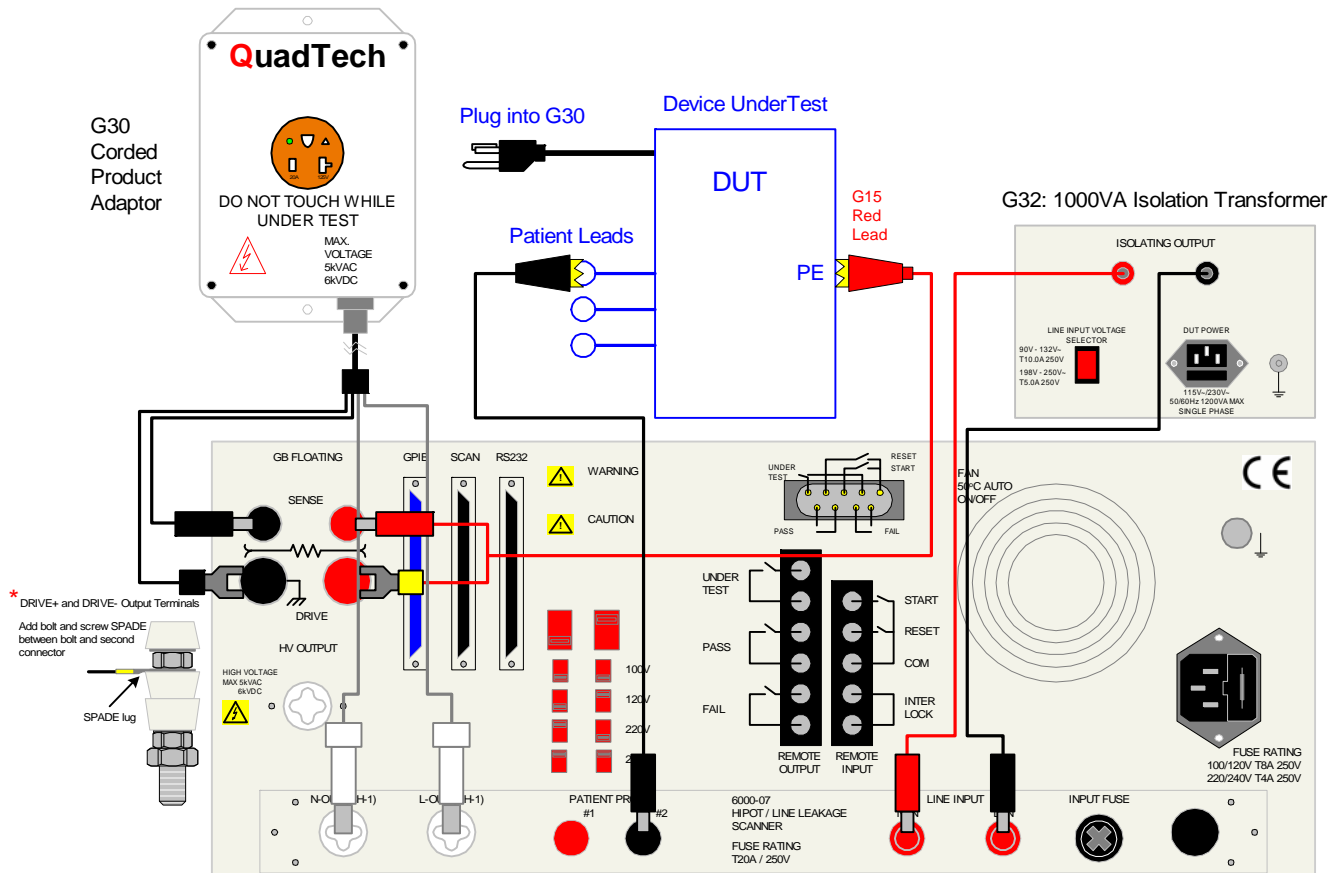 QuadTech
G30
Corded
Product
Adaptor
20A
125V
DO NOT TOUCH WHILE
UNDER TEST
MAX.
VOLTAGE
5kVAC
6kVDC
Plug into G30
Device UnderTest
DUT
Patient Leads
G15
Red
Lead
PE
G32: 1000VA Isolation Transformer
ISOLATING OUTPUT
LINE INPUT VOLTAGE
SELECTOR
90V - 132V~
T10.0A 250V
198V - 250V~
T5.0A 250V
DUT POWER
115V~/230V~
50/60Hz 1200VA MAX
SINGLE PHASE
GB FLOATING
SENSE
DRIVE
HV OUTPUT
HIGH VOLTAGE
MAX 5kVAC
6kVDC
GPIB
SCAN
RS232
WARNING
CAUTION
UNDER
TEST
RESET
START
PASS
FAIL
FAN
50°C AUTO
ON/OFF
CE
* DRIVE+ and DRIVE- Output Terminals
Add bolt and screw SPADE
between bolt and second
connector
SPADE lug
100V
120V
220V
UNDER
TEST
PASS
FAIL
REMOTE
OUTPUT
START
RESET
COM
INTER
LOCK
REMOTE
INPUT
FUSE RATING
100/120V T8A 250V
220/240V T4A 250V
PATIENT
#1
#2
6000-07
HIPOT / LINE LEAKAGE
SCANNER
FUSE RATING
T20A / 250V
LINE INPUT
INPUT FUSE